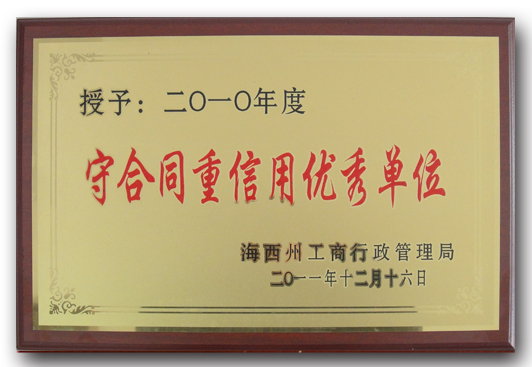 授予：二〇一〇年度
守合同重信用优秀单位
海西州工商行政管理局
二〇一一年十二月十六日